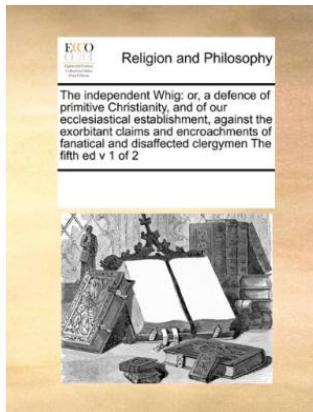 ECCO
Religion and Philosophy
The independent Whig: or, a defence of
primitive Christianity, and of our
ecclesiastical establishment, against the
exorbitant claims and encroachments of
fanatical and disaffected clergymen The
fifth ed v 1 of 2